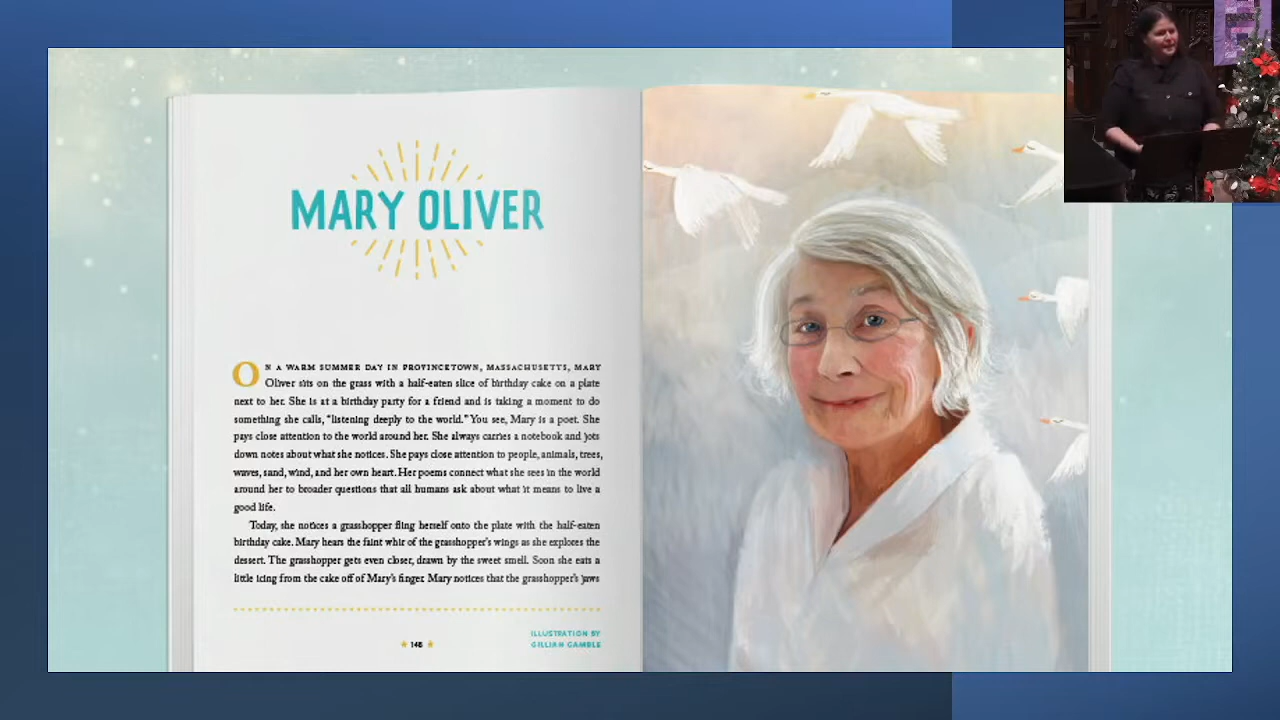 MARY OLIVER
ON A WARM SUMMER DAY IN PROVINCETOWN, MASSACHUSETTS, MARY
Oliver sits on the grass with a half-eaten slice of birthday cake on a plate
next to her. She is at a birthday party for a friend and is taking a moment to do
something she calls, “listening deeply to the world.” You see, Mary is a poet. She
pays close attention to the world around her. She always carries a notebook and jots
down notes about what she notices. She pays close attention to people, animals, trees,
waves, sand, wind, and her own heart. Her poems connect what she sees in the world
around her to broader questions that all humans ask about what it means to live a
good life.
Today, she notices a grasshopper fling herself onto the plate with the half-eaten
birthday cake. Mary hears the faint whir of the grasshopper's wings as she explores the
dessert. The grasshopper gets even closer, drawn by the sweet smell. Soon she eats a
little icing from the cake off of Mary's finger. Mary notices that the grasshopper's jaws
148
ILLUSTRATION BY
GILLIAN GAMBLE